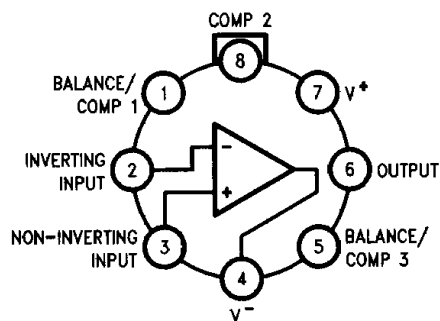 COMP 2
8
BALANCE/
COMP 1
1
7
V+
INVERTING
INPUT
2
-
+
6
OUTPUT
NON-INVERTING
INPUT
3
5
BALANCE/
COMP 3
4
V-